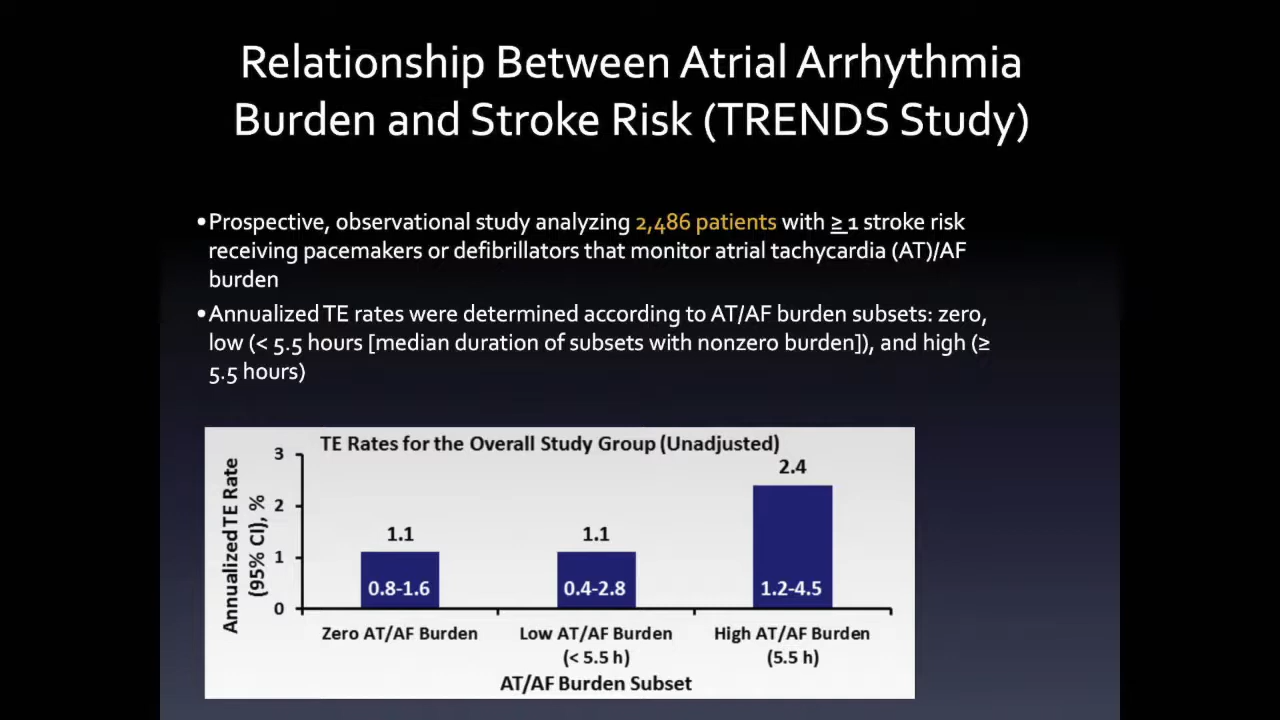 Relationship Between Atrial Arrhythmia
Burden and Stroke Risk (TRENDS Study)
•Prospective, observational study analyzing 2,486 patients with ≥ 1 stroke risk
receiving pacemakers or defibrillators that monitor atrial tachycardia (AT)/AF
burden
•Annualized TE rates were determined according to AT/AF burden subsets: zero,
low (< 5.5 hours [median duration of subsets with nonzero burden]), and high (≥
5.5 hours)
TE Rates for the Overall Study Group (Unadjusted)
Annualized TE Rate
(95% CI), %
3
2
1
0
1.1
1.1
2.4
0.8-1.6
0.4-2.8
1.2-4.5
Zero AT/AF Burden
Low AT/AF Burden
(< 5.5 h)
High AT/AF Burden
(5.5 h)
AT/AF Burden Subset